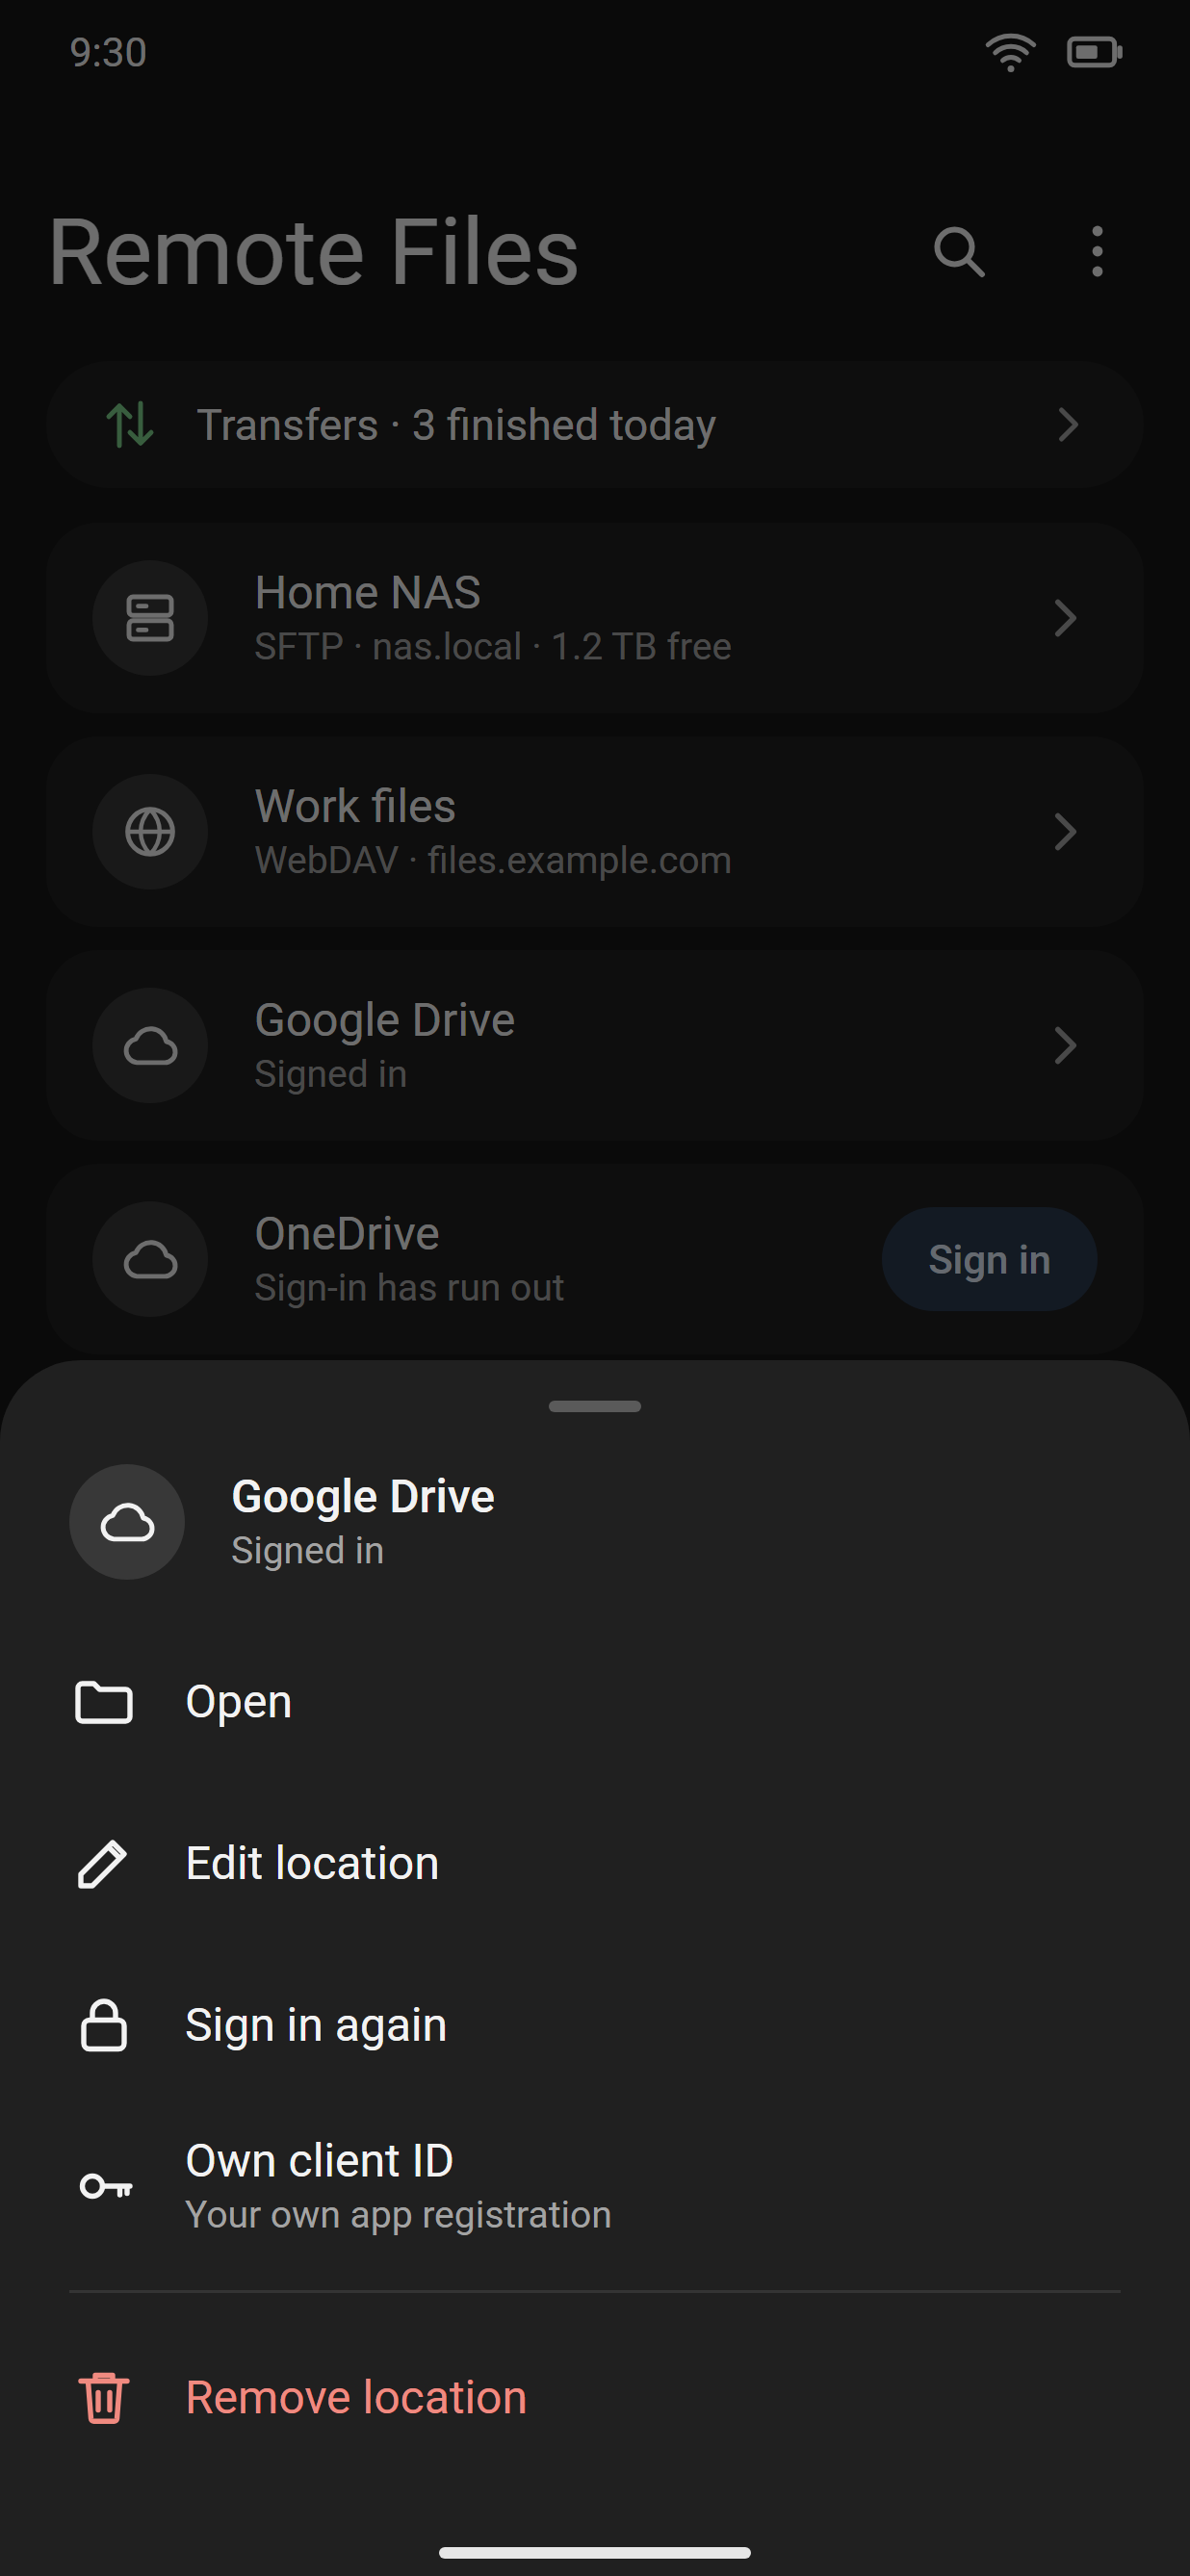 9:30
Remote Files
Transfers · 3 finished today
Home NAS
SFTP · nas.local · 1.2 TB free
Work files
WebDAV · files.example.com
Google Drive
Signed in
OneDrive
Sign-in has run out
Sign in
Google Drive
Signed in
Open
Edit location
Sign in again
Own client ID
Your own app registration
Remove location